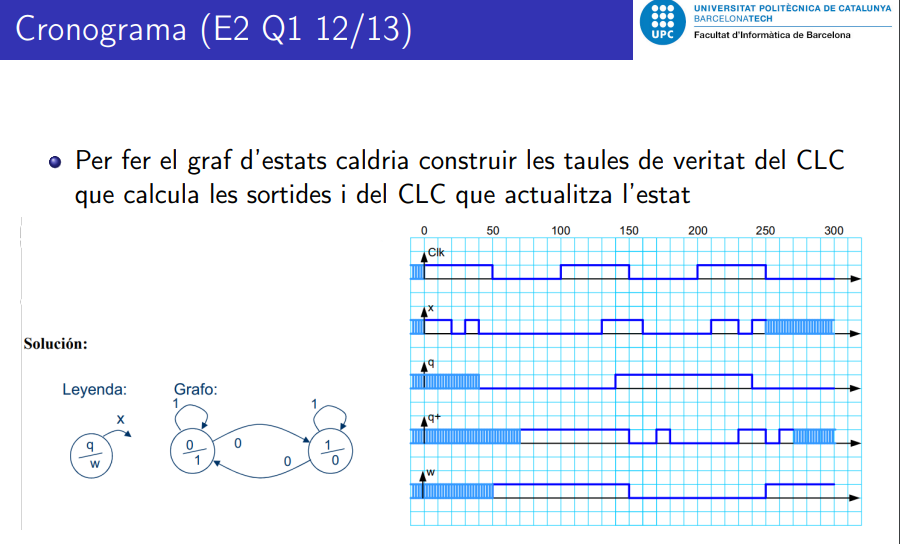 Cronograma (E2 Q1 12/13)
UNIVERSITAT POLITÈCNICA DE CATALUNYA
BARCELONATECH
Facultat d'Informàtica de Barcelona
UPC
Per fer el graf d'estats caldria construir les taules de veritat del CLC
que calcula les sortides i del CLC que actualitza l'estat
0 50 100 150 200 250 300
Clk
x
q
q+
w
Solución:
Leyenda: Grafo:
x
q
w
1 1
0 0 1
1 0 0